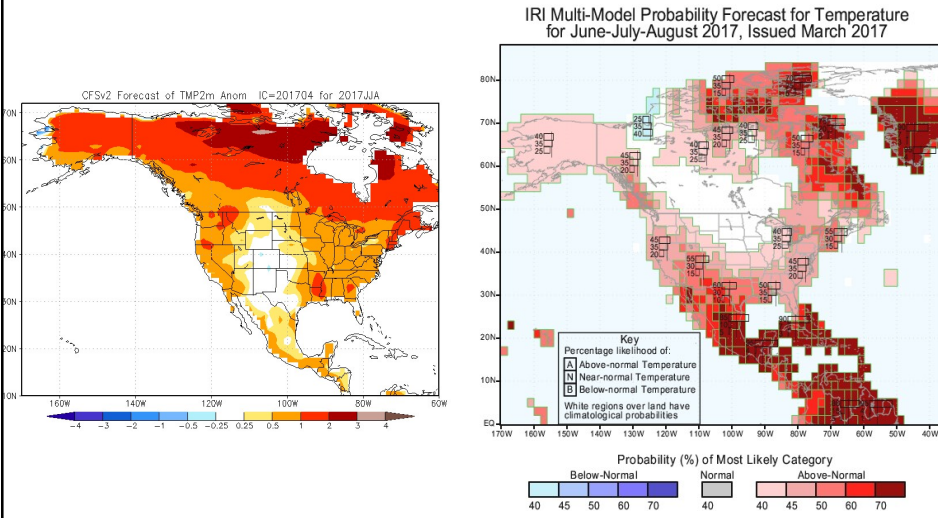 CFSv2 Forecast of TMP2m Anom IC=201704 for 2017JJA
70N
60N
50N
40N
30N
20N
10N
160W 140W 120W 100W 80W 60W
-4 -3 -2 -1 -0.5 -0.25 0.25 0.5 1 2 3 4
IRI Multi-Model Probability Forecast for Temperature
for June-July-August 2017, Issued March 2017
80N
70N
60N
50N
40N
30N
20N
10N
EQ
170W 160W 150W 140W 130W 120W 110W 100W 90W 80W 70W 60W 50W 40W
Key
Percentage likelihood of:
A Above-normal Temperature
N Near-normal Temperature
B Below-normal Temperature
White regions over land have
climatological probabilities
Probability (%) of Most Likely Category
Below-Normal Normal Above-Normal
40 45 50 60 70 40 40 45 50 60 70